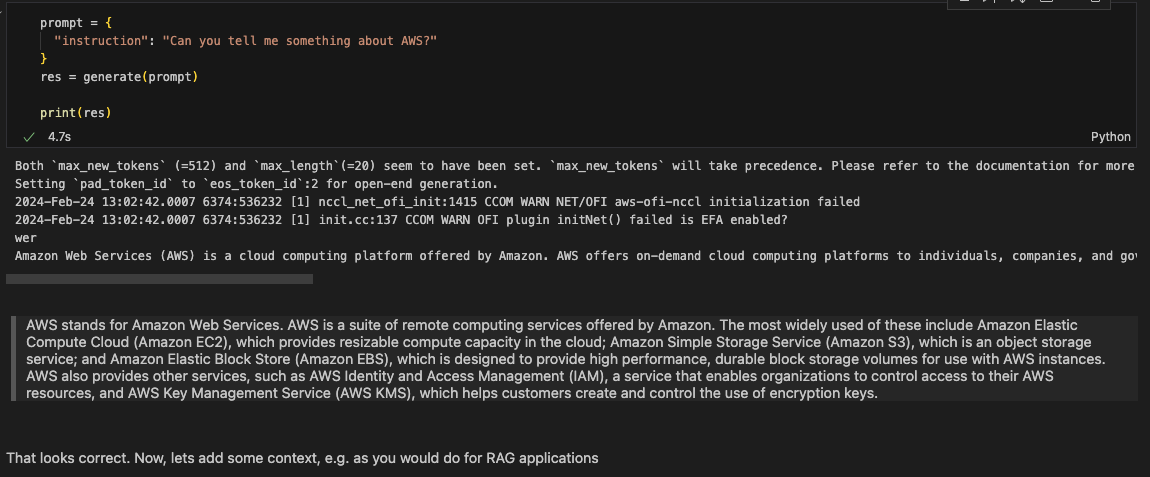 prompt = {
"instruction": "Can you tell me something about AWS?"
}
res = generate(prompt)
print(res)
4.7s
Python
Both `max_new_tokens` (=512) and `max_length`(=20) seem to have been set. `max_new_tokens` will take precedence. Please refer to the documentation for more
Setting `pad_token_id` to `eos_token_id`:2 for open-end generation.
2024-Feb-24 13:02:42.0007 6374:536232 [1] nccl_net_ofi_init:1415 CCOM WARN NET/OFI aws-ofi-nccl initialization failed
2024-Feb-24 13:02:42.0007 6374:536232 [1] init.cc:137 CCOM WARN OFI plugin initNet() failed is EFA enabled?
wer
Amazon Web Services (AWS) is a cloud computing platform offered by Amazon. AWS offers on-demand cloud computing platforms to individuals, companies, and
AWS stands for Amazon Web Services. AWS is a suite of remote computing services offered by Amazon. The most widely used of these include Amazon Elastic
Compute Cloud (Amazon EC2), which provides resizable compute capacity in the cloud; Amazon Simple Storage Service (Amazon S3), which is an object storage
service; and Amazon Elastic Block Store (Amazon EBS), which is designed to provide high performance, durable block storage volumes for use with AWS instances.
AWS also provides other services, such as AWS Identity and Access Management (IAM), a service that enables organizations to control access to their AWS
resources, and AWS Key Management Service (AWS KMS), which helps customers create and control the use of encryption keys.
That looks correct. Now, lets add some context, e.g. as you would do for RAG applications